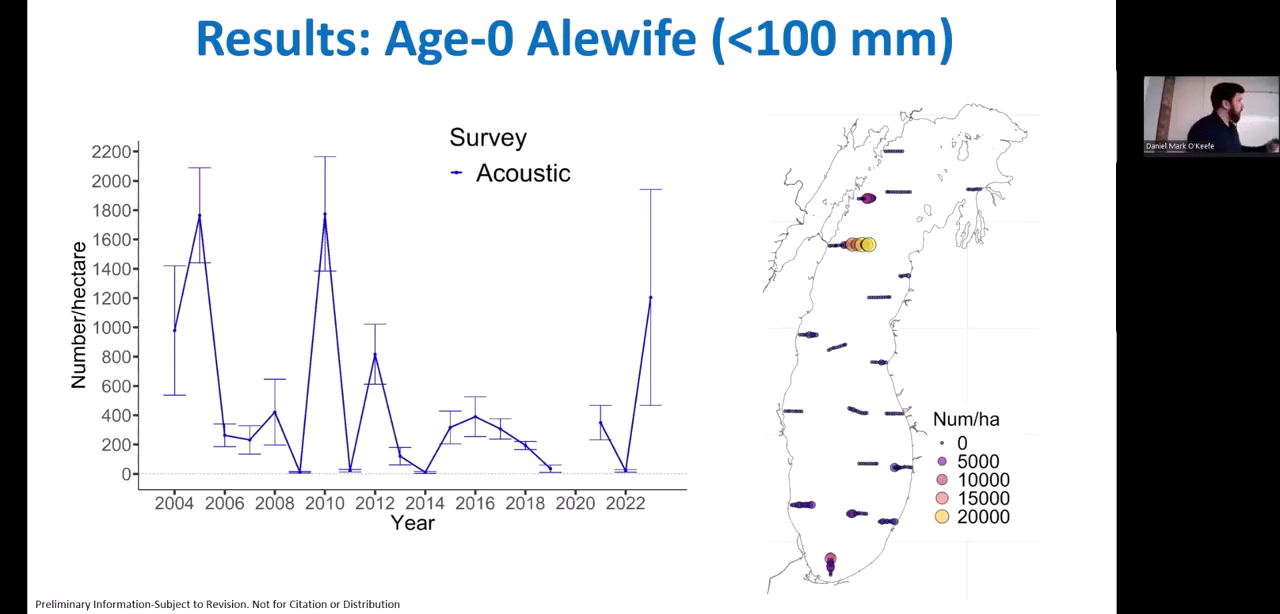 Results: Age-0 Alewife (<100 mm)
Daniel Mark O'Keefe
Survey
Acoustic
Number/hectare
2200
2000
1800
1600
1400
1200
1000
800
600
400
200
0
2004 2006 2008 2010 2012 2014 2016 2018 2020 2022
Year
Num/ha
0
5000
10000
15000
20000
Preliminary Information-Subject to Revision. Not for Citation or Distribution